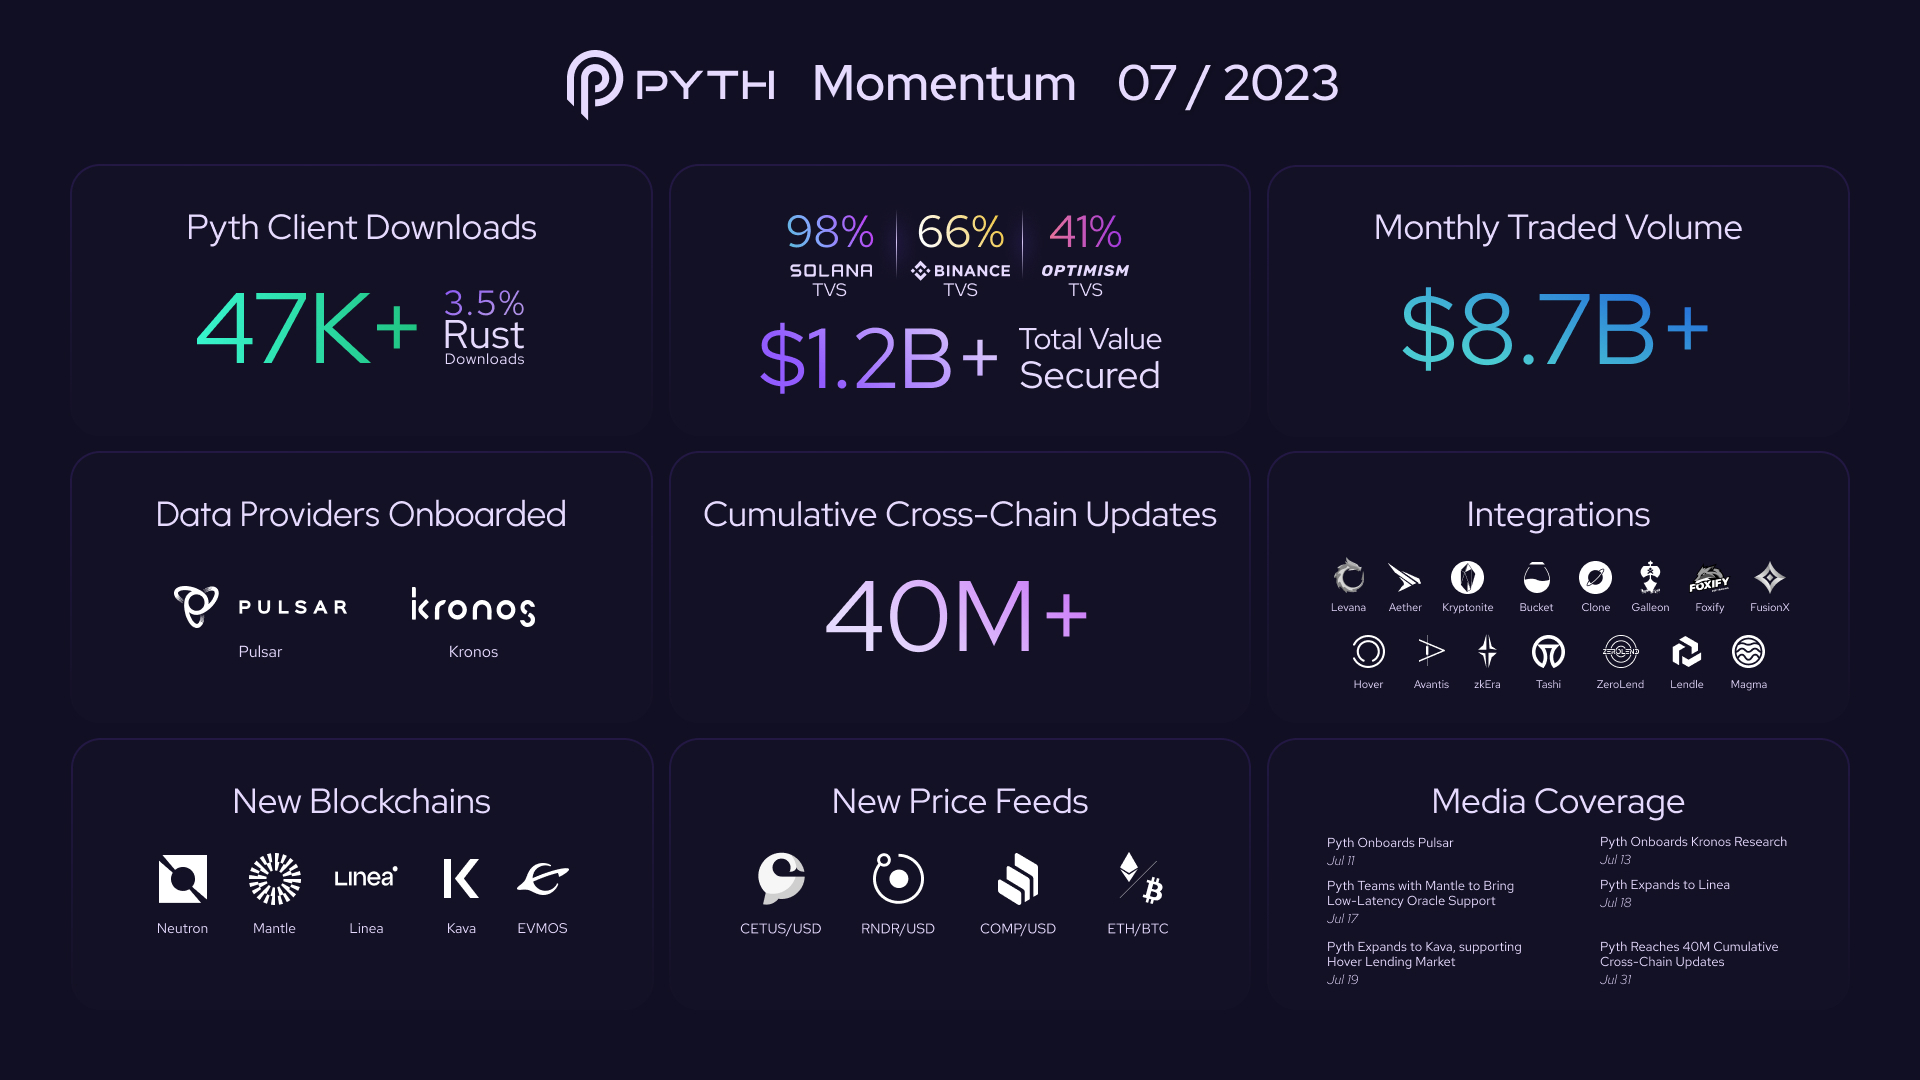 PYTH Momentum 07 / 2023
Pyth Client Downloads
47K+
3.5%
Rust
Downloads
98%
SOLANA
TVS
66%
BINANCE
TVS
41%
OPTIMISM
TVS
$1.2B+
Total Value
Secured
Monthly Traded Volume
$8.7B+
Data Providers Onboarded
PULSAR
Pulsar
kronos
Kronos
Cumulative Cross-Chain Updates
40M+
Integrations
FOXIFY
Levana Aether Kryptonite Bucket Clone Galleon Foxify FusionX
ZEROLEND
Hover Avantis zkEra Tashi ZeroLend Lendle Magma
New Blockchains
Linea
Neutron Mantle Linea Kava EVMOS
New Price Feeds
CETUS/USD RNDR/USD COMP/USD ETH/BTC
Media Coverage
Pyth Onboards Pulsar
Jul 11
Pyth Onboards Kronos Research
Jul 13
Pyth Teams with Mantle to Bring
Low-Latency Oracle Support
Jul 17
Pyth Expands to Linea
Jul 18
Pyth Expands to Kava, supporting
Hover Lending Market
Jul 19
Pyth Reaches 40M Cumulative
Cross-Chain Updates
Jul 31